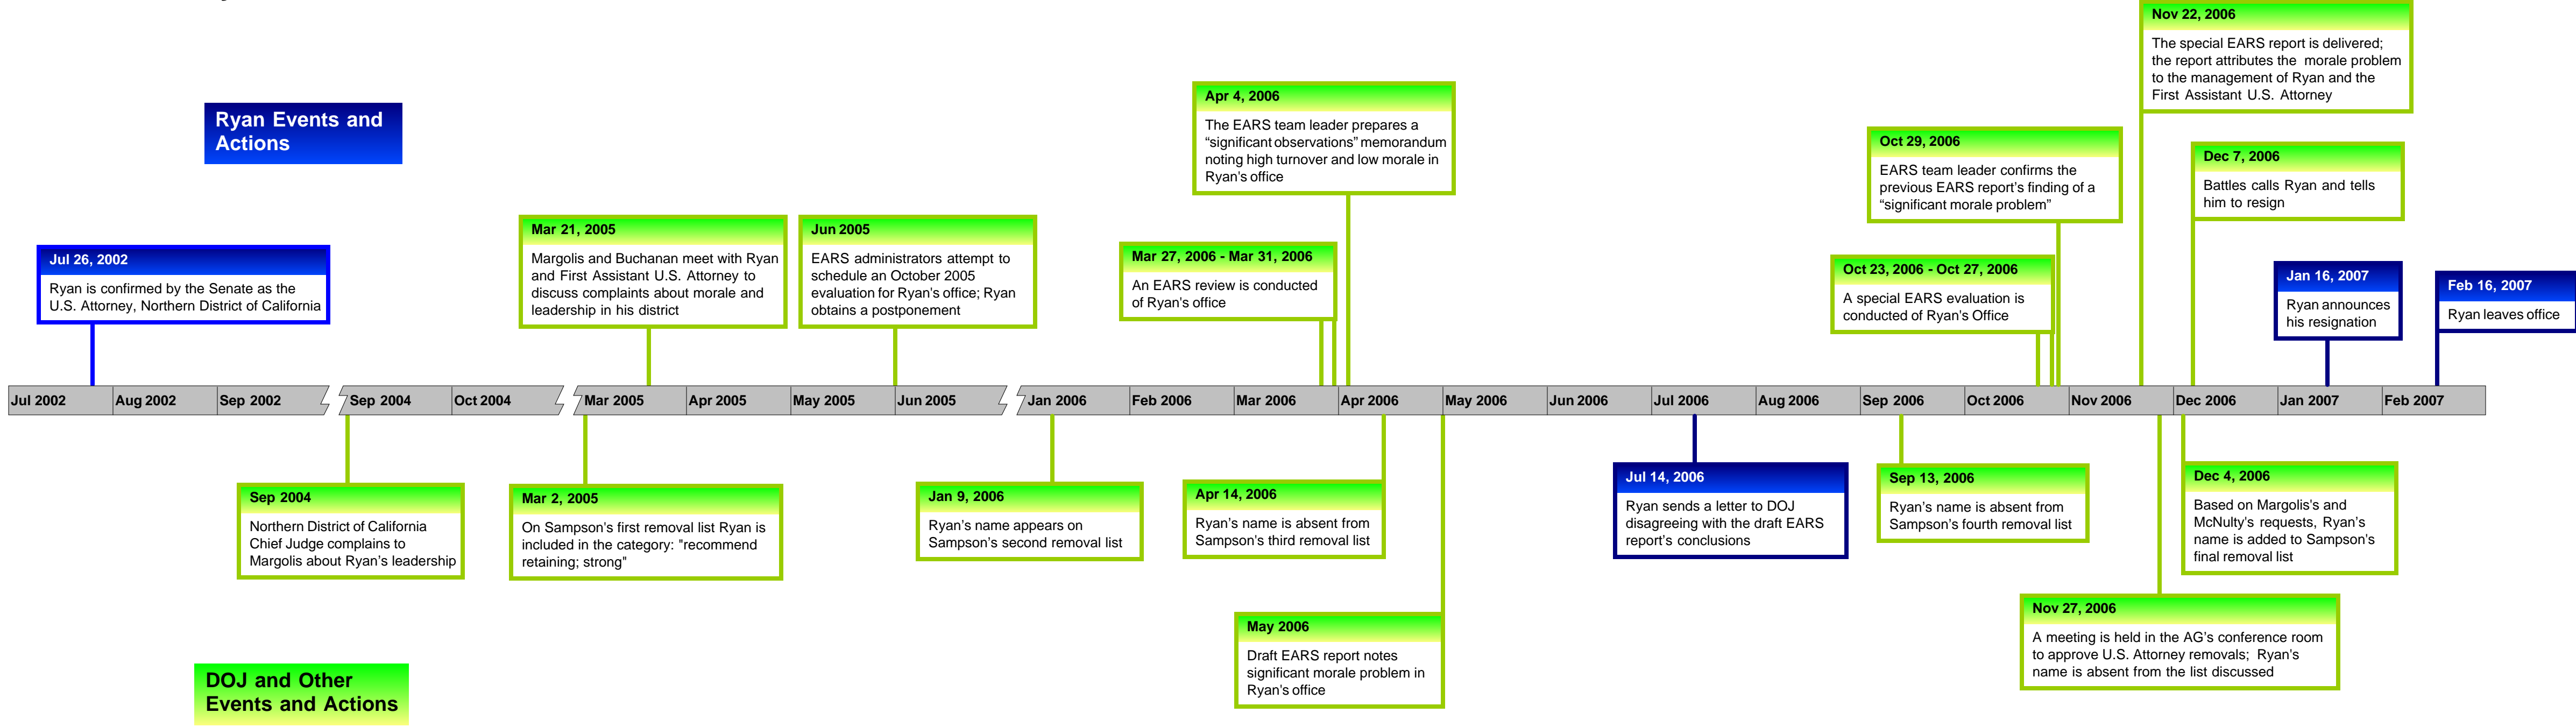 Ryan Events and
Actions
Jul 26, 2002
Ryan is confirmed by the Senate as the
U.S. Attorney, Northern District of California
Mar 21, 2005
Margolis and Buchanan meet with Ryan
and First Assistant U.S. Attorney to
discuss complaints about morale and
leadership in his district
Jun 2005
EARS administrators attempt to
schedule an October 2005
evaluation for Ryan's office; Ryan
obtains a postponement
Mar 27, 2006 - Mar 31, 2006
An EARS review is conducted
of Ryan's office
Apr 4, 2006
The EARS team leader prepares a
“significant observations” memorandum
noting high turnover and low morale in
Ryan's office
Oct 23, 2006 - Oct 27, 2006
A special EARS evaluation is
conducted of Ryan's Office
Oct 29, 2006
EARS team leader confirms the
previous EARS report's finding of a
“significant morale problem”
Nov 22, 2006
The special EARS report is delivered;
the report attributes the morale problem
to the management of Ryan and the
First Assistant U.S. Attorney
Dec 7, 2006
Battles calls Ryan and tells
him to resign
Jan 16, 2007
Ryan announces
his resignation
Feb 16, 2007
Ryan leaves office
Jul 2002 Aug 2002 Sep 2002 Sep 2004 Oct 2004 Mar 2005 Apr 2005 May 2005 Jun 2005 Jan 2006 Feb 2006 Mar 2006 Apr 2006 May 2006 Jun 2006 Jul 2006 Aug 2006 Sep 2006 Oct 2006 Nov 2006 Dec 2006 Jan 2007 Feb 2007
Sep 2004
Northern District of California
Chief Judge complains to
Margolis about Ryan's leadership
Mar 2, 2005
On Sampson's first removal list Ryan is
included in the category: "recommend
retaining; strong"
Jan 9, 2006
Ryan's name appears on
Sampson's second removal list
Apr 14, 2006
Ryan's name is absent from
Sampson's third removal list
May 2006
Draft EARS report notes
significant morale problem in
Ryan's office
Jul 14, 2006
Ryan sends a letter to DOJ
disagreeing with the draft EARS
report's conclusions
Sep 13, 2006
Ryan's name is absent from
Sampson's fourth removal list
Dec 4, 2006
Based on Margolis's and
McNulty's requests, Ryan's
name is added to Sampson's
final removal list
Nov 27, 2006
A meeting is held in the AG's conference room
to approve U.S. Attorney removals; Ryan's
name is absent from the list discussed
DOJ and Other
Events and Actions